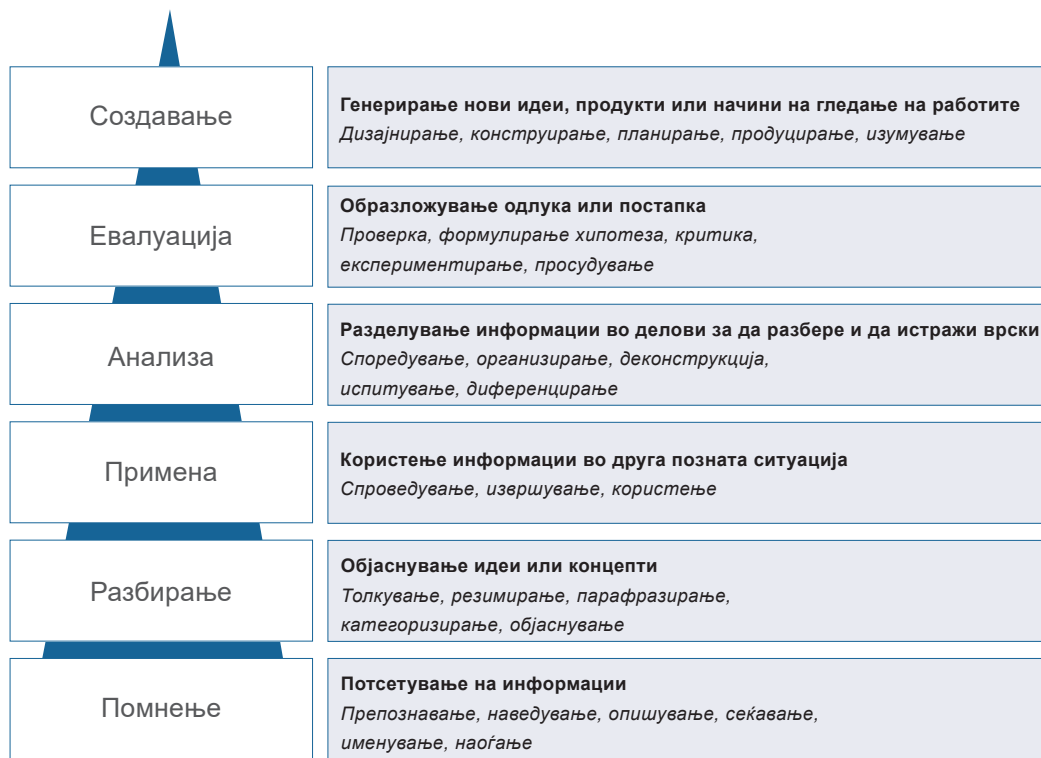 Создавање
Генерирање нови идеи, продукти или начини на гледање на работите
Дизајнирање, конструирање, планирање, продуцирање, изумување
Евалуација
Образложување одлука или постапка
Проверка, формулирање хипотеза, критика,
експериментирање, просудување
Анализа
Разделување информации во делови за да разбере и да истражи врски
Споредување, организирање, деконструкција,
испитување, диференцирање
Примена
Користење информации во друга позната ситуација
Спроведување, извршување, користење
Разбирање
Објаснување идеи или концепти
Толкување, резимирање, парафразирање,
категоризирање, објаснување
Помнење
Потсетување на информации
Препознавање, наведување, опишување, сеќавање,
именување, наоѓање